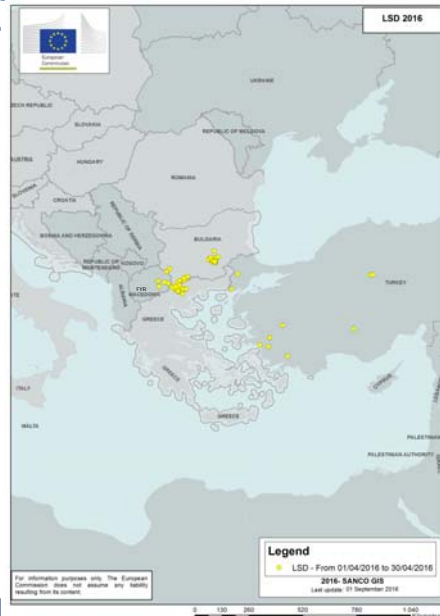 LSD 2016
European
Commission
UKRAINE
CZECH REPUBLIC
SLOVAKIA
REPUBLIC OF MOLDOVA
AUSTRIA
HUNGARY
SLOVENIA
ROMANIA
CROATIA
BOSNIA AND HERZEGOVINA
REPUBLIC OF SERBIA
BULGARIA
REPUBLIC OF
MONTENEGRO
KOSOVO
ALBANIA
FYR
MACEDONIA
TURKEY
GREECE
GREECE
ITALY
CYPRUS
GREECE
MALTA
PALESTINIAN
PALESTINIAN AUTHORITY
Legend
LSD - From 01/04/2016 to 30/04/2016
2016- SANCO GIS
Last update: 01 September 2016
For information purposes only. The European
Commission does not assume any liability
resulting from its content.
0 130 260 520 780 1.040